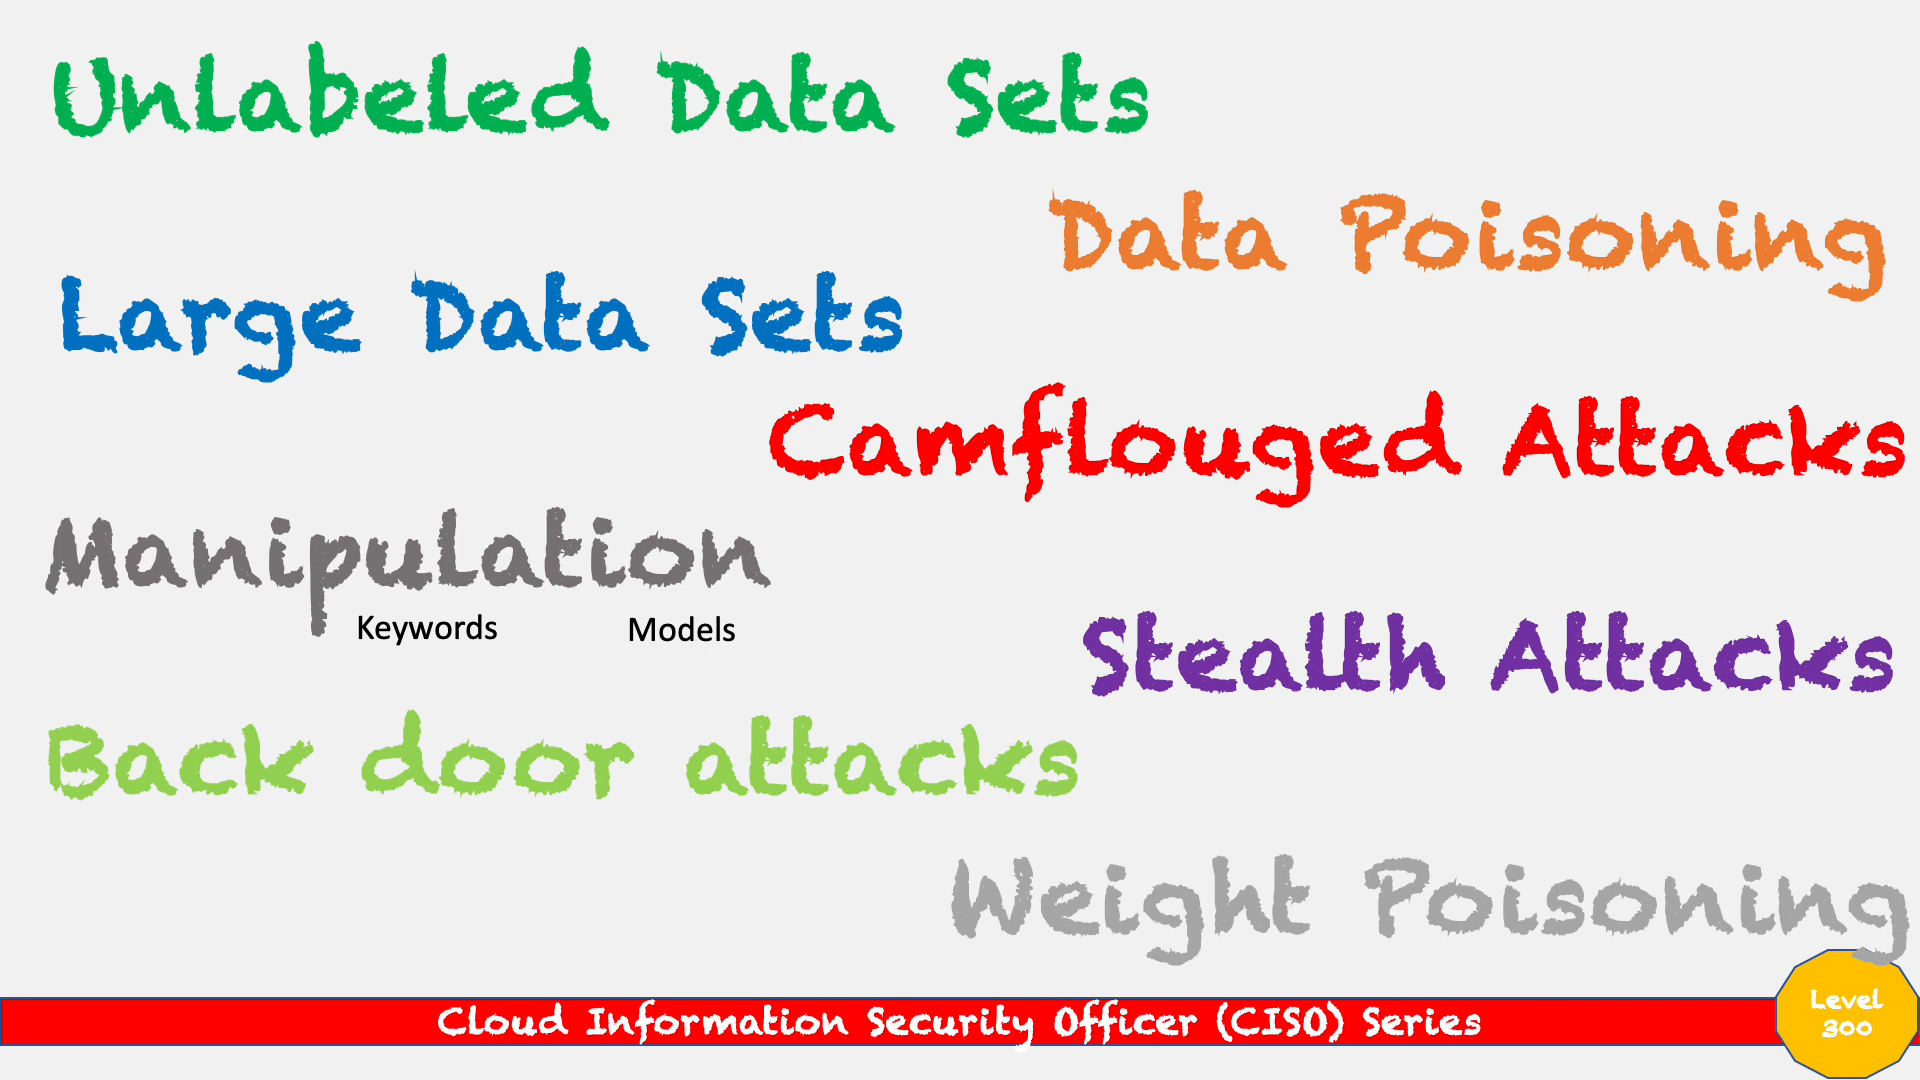 Unlabeled Data Sets
Data Poisoning
Large Data Sets
Camflouged Attacks
Manipulation
Keywords
Models
Stealth Attacks
Back door attacks
Weight Poisoning
Cloud Information Security Officer (CISO) Series
Level
300